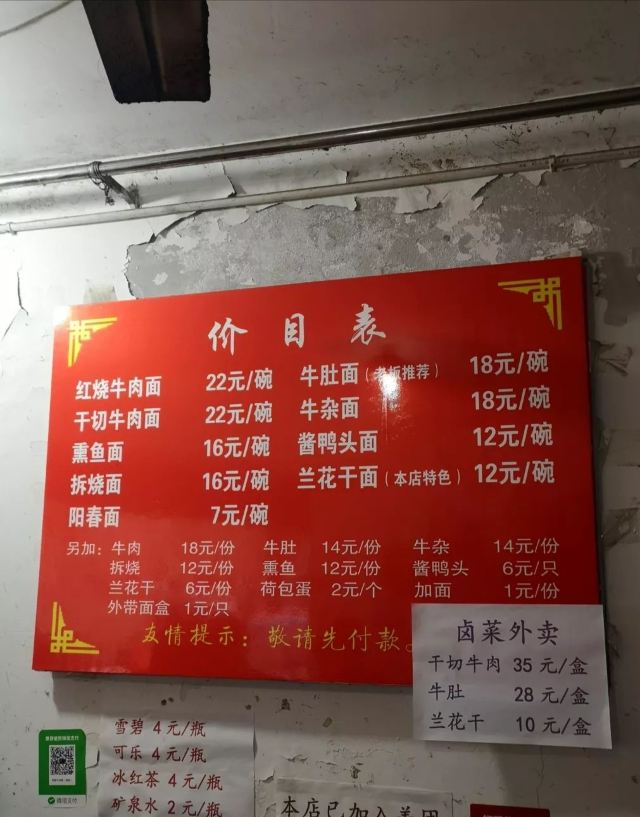 价目表
红烧牛肉面 22元/碗 牛肚面(老板推荐) 18元/碗
干切牛肉面 22元/碗 牛杂面 18元/碗
熏鱼面 16元/碗 酱鸭头面 12元/碗
拆烧面 16元/碗 兰花干面(本店特色) 12元/碗
阳春面 7元/碗
另加:牛肉 18元/份 牛肚 14元/份 牛杂 14元/份
拆烧 12元/份 熏鱼 12元/份 酱鸭头 6元/只
兰花干 6元/份 荷包蛋 2元/个 加面 1元/份
外带面盒 1元/只
友情提示:敬请先付款。
卤菜外卖
干切牛肉 35元/盒
牛肚 28元/盒
兰花干 10元/盒
雪碧 4元/瓶
可乐 4元/瓶
冰红茶 4元/瓶
矿泉水 2元/瓶
微信支付
本店已加入美团